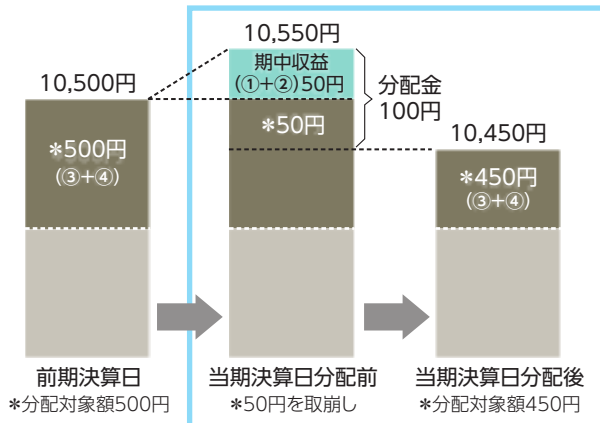 10,500円
*500円
(③+④)
前期決算日
*分配対象額500円
10,550円
期中収益
(①+②)50円
*50円
分配金
100円
当期決算日分配前
*50円を取崩し
10,450円
*450円
(③+④)
当期決算日分配後
*分配対象額450円